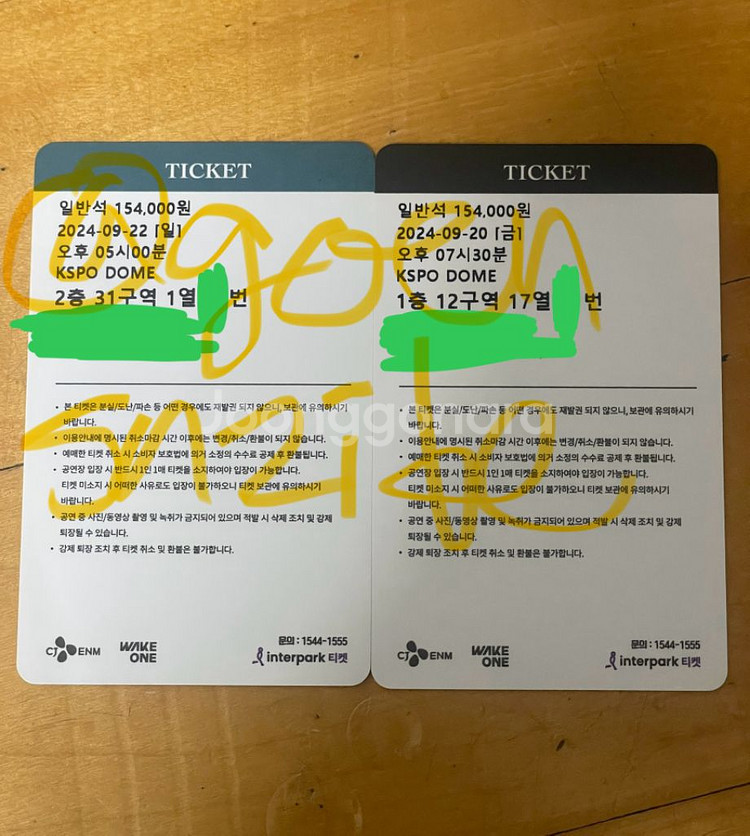 TICKET
일반석 154,000원
2024-09-22 [일]
오후 05시00분
KSPO DOME
2층 31구역 1열 번
• 본 티켓은 분실/도난/파손 등 어떤 경우에도 재발권 되지 않으니, 보관에 유의하시기
바랍니다.
• 이용안내에 명시된 취소마감 시간 이후에는 변경/취소/환불이 되지 않습니다.
• 예매한 티켓 취소 시 소비자 보호법에 의거 소정의 수수료 공제 후 환불됩니다.
• 공연장 입장 시 반드시 1인 1매 티켓을 소지하여야 입장이 가능합니다.
티켓 미소지 시 어떠한 사유로도 입장이 불가하오니 티켓 보관에 유의하시기
바랍니다.
• 공연 중 사진/동영상 촬영 및 녹취가 금지되어 있으며 적발 시 삭제 조치 및 강제
퇴장될 수 있습니다.
• 강제 퇴장 조치 후 티켓 취소 및 환불은 불가합니다.
CJ ENM
WAKE
ONE
문의 : 1544-1555
interpark 티켓
TICKET
일반석 154,000원
2024-09-20 [금]
오후 07시30분
KSPO DOME
1층 12구역 17열 번
• 본 티켓은 분실/도난/파손 등 어떤 경우에도 재발권 되지 않으니, 보관에 유의하시기
바랍니다.
• 이용안내에 명시된 취소마감 시간 이후에는 변경/취소/환불이 되지 않습니다.
• 예매한 티켓 취소 시 소비자 보호법에 의거 소정의 수수료 공제 후 환불됩니다.
• 공연장 입장 시 반드시 1인 1매 티켓을 소지하여야 입장이 가능합니다.
티켓 미소지 시 어떠한 사유로도 입장이 불가하오니 티켓 보관에 유의하시기
바랍니다.
• 공연 중 사진/동영상 촬영 및 녹취가 금지되어 있으며 적발 시 삭제 조치 및 강제
퇴장될 수 있습니다.
• 강제 퇴장 조치 후 티켓 취소 및 환불은 불가합니다.
CJ ENM
WAKE
ONE
문의 : 1544-1555
interpark 티켓
Joonggonara